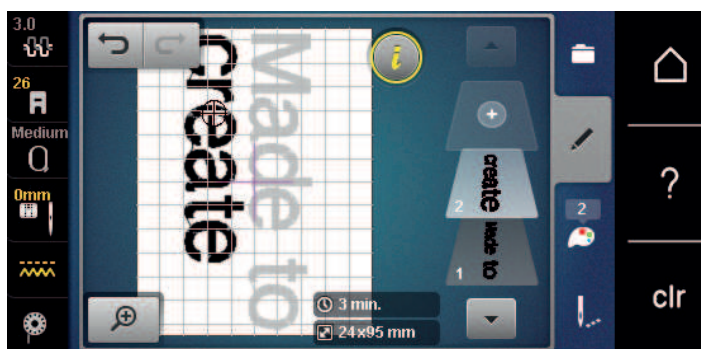 3.0
26
Medium
0mm
create
Made to
i
create
2
Made to
1
3 min.
24x95 mm
2
?
clr